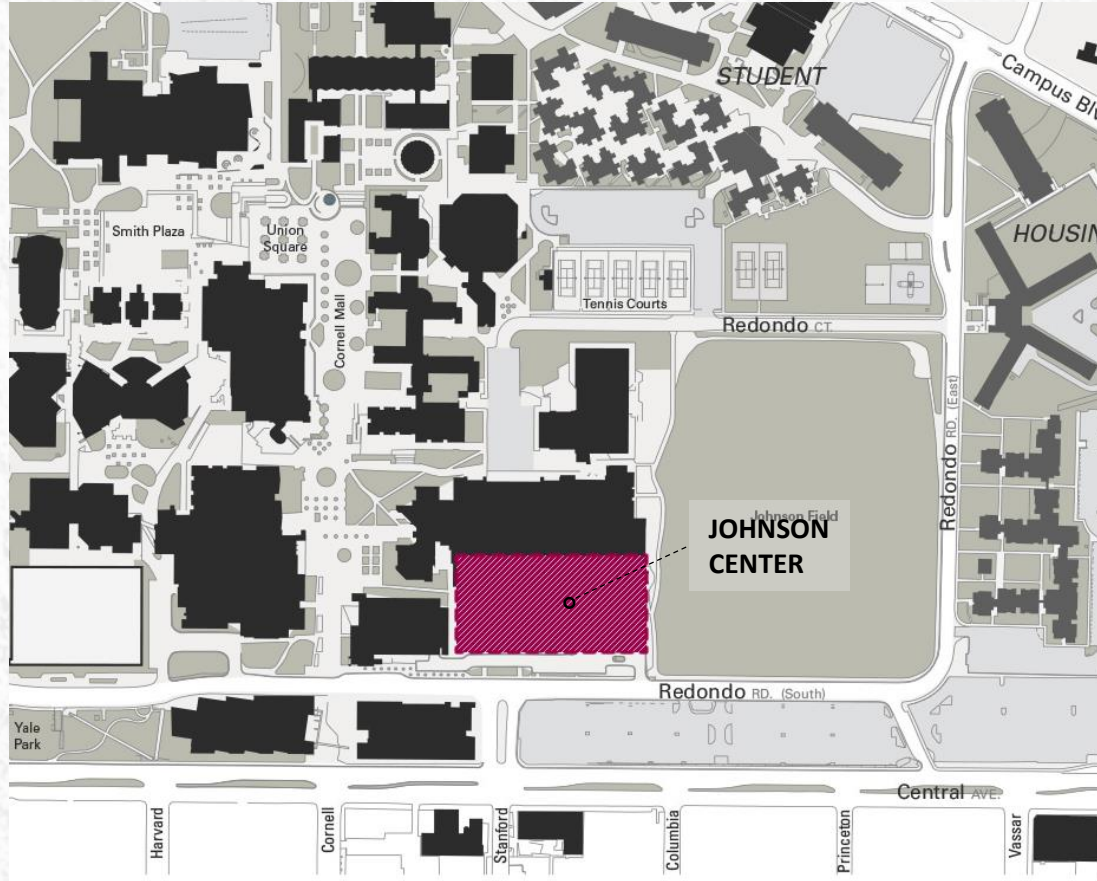 STUDENT
Campus Blv
Smith Plaza
Union
Square
HOUSIN
Cornell Mall
Tennis Courts
Redondo CT.
Redondo RD. (East)
Johnson Field
JOHNSON
CENTER
Redondo RD. (South)
Yale
Park
Central AVE.
Harvard
Cornell
Stanford
Columbia
Princeton
Vassar